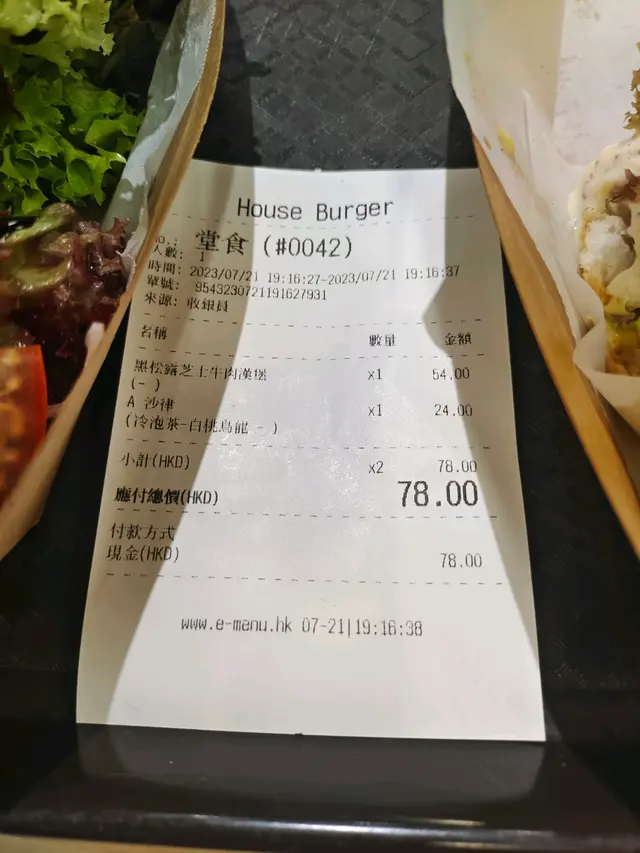 House Burger
No.: 堂食 (#0042)
人數: 1
時間: 2023/07/21 19:16:27-2023/07/21 19:16:37
單號: 9543230721191627931
來源: 收銀員
名稱 數量 金額
黑松露芝士牛肉漢堡 x1 54.00
(-)
A 沙律 x1 24.00
(冷泡茶-白桃烏龍 - )
小計(HKD) x2 78.00
應付總價(HKD) 78.00
付款方式
現金(HKD) 78.00
www.e-menu.hk 07-21|19:16:38